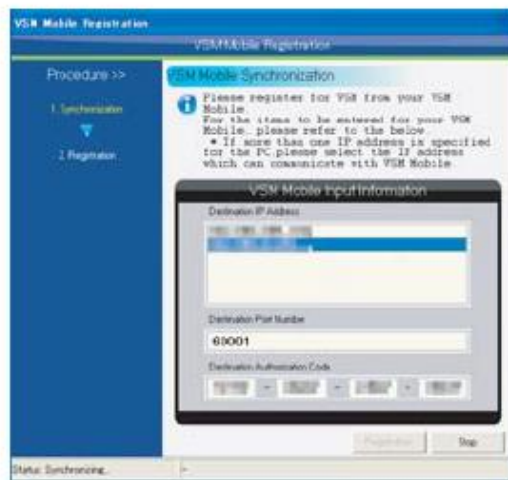 VSM Mobile Registration
VSM Mobile Registration
Procedure >>
1. Synchronization
2. Registration
VSM Mobile Synchronization
Please register for VSM from your VSM
Mobile.
For the items to be entered for your VSM
Mobile, please refer to the below
* If more than one IP address is specified
for the PC,please select the IP address
which can communicate with VSM Mobile
VSM Mobile Input Information
Destination IP Address
Destination Port Number
60001
Destination Authorization Code
- - -
Registration
Stop
Status: Synchronizing..